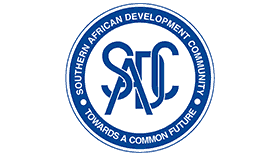 SOUTHERN AFRICAN DEVELOPMENT COMMUNITY
SADC
TOWARDS A COMMON FUTURE